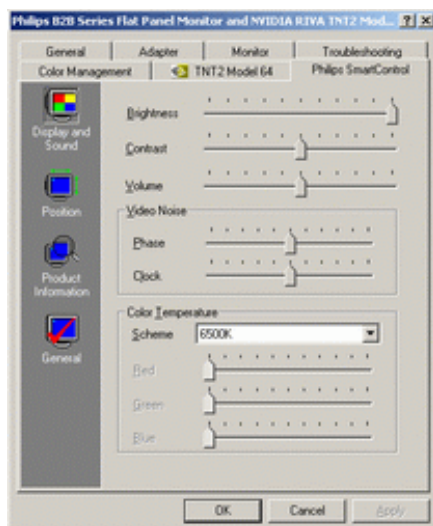 Philips B2B Series Flat Panel Monitor and NVIDIA RIVA TNT2 Mod...
General Adapter Monitor Troubleshooting
Color Management TNT2 Model 64 Philips SmartControl
Display and
Sound
Position
Product
Information
General
Brightness
Contrast
Volume
Video Noise
Phase
Clock
Color Temperature
Scheme 6500K
Red
Green
Blue
OK Cancel Apply